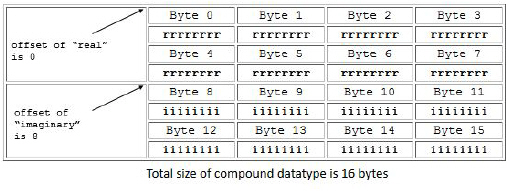 offset of “real”
is 0
Byte 0 Byte 1 Byte 2 Byte 3
rrrrrrrr rrrrrrrr rrrrrrrr rrrrrrrr
Byte 4 Byte 5 Byte 6 Byte 7
rrrrrrrr rrrrrrrr rrrrrrrr rrrrrrrr
offset of
“imaginary”
is 8
Byte 8 Byte 9 Byte 10 Byte 11
iiiiiiii iiiiiiii iiiiiiii iiiiiiii
Byte 12 Byte 13 Byte 14 Byte 15
iiiiiiii iiiiiiii iiiiiiii iiiiiiii
Total size of compound datatype is 16 bytes